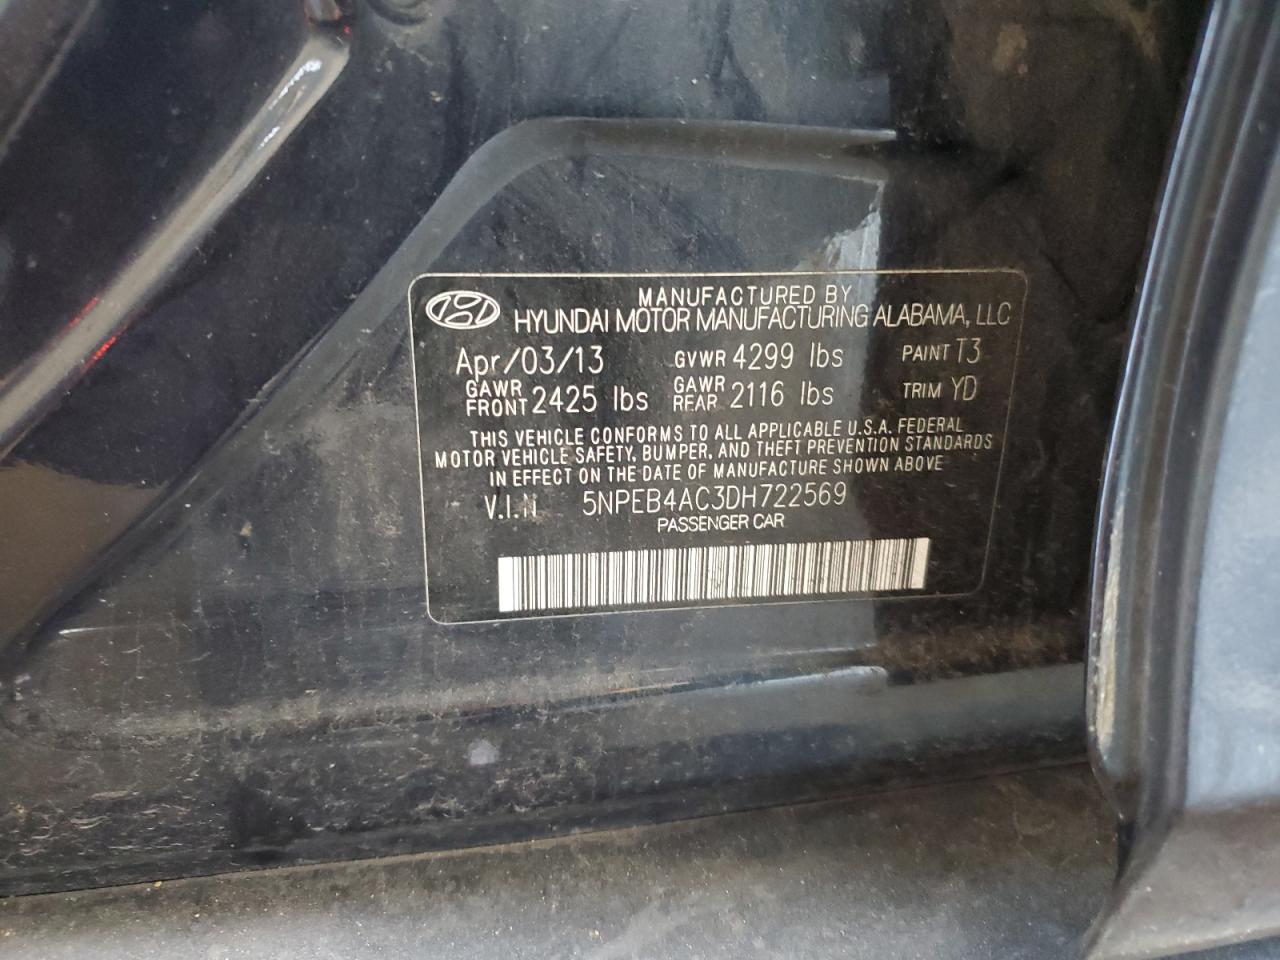 MANUFACTURED BY
HYUNDAI MOTOR MANUFACTURING ALABAMA, LLC
Apr/03/13 GVWR 4299 lbs PAINT T3
GAWR FRONT 2425 lbs GAWR REAR 2116 lbs TRIM YD
THIS VEHICLE CONFORMS TO ALL APPLICABLE U.S.A. FEDERAL
MOTOR VEHICLE SAFETY, BUMPER, AND THEFT PREVENTION STANDARDS
IN EFFECT ON THE DATE OF MANUFACTURE SHOWN ABOVE
V.I.N 5NPEB4AC3DH722569
PASSENGER CAR